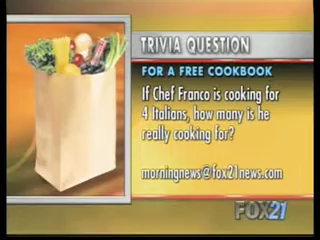 TRIVIA QUESTION
FOR A FREE COOKBOOK
If Chef Franco is cooking for
4 Italians, how many is he
really cooking for?
morningnews@fox21news.com
FOX21